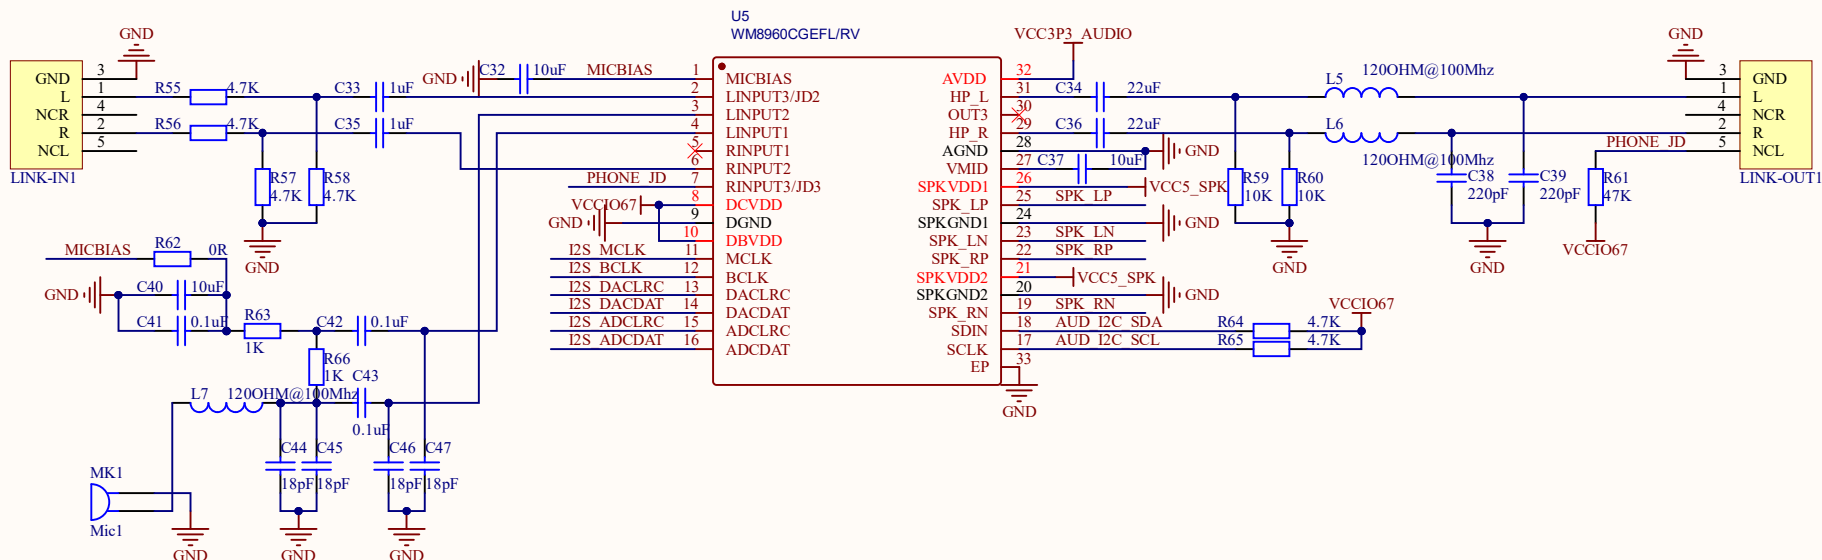 U5
WM8960CGEFL/RV
GND
LINK-IN1
GND 3
L 1
NCR 4
R 2
NCL 5
R55 4.7K
R56 4.7K
C33 1uF
C35 1uF
R57
4.7K
R58
4.7K
GND
GND C32 10uF MICBIAS
PHONE_JD
VCCIO67
GND
I2S_MCLK
I2S_BCLK
I2S_DACLRC
I2S_DACDAT
I2S_ADCLRC
I2S_ADCDAT
1 MICBIAS
2 LINPUT3/JD2
3 LINPUT2
4 LINPUT1
5 RINPUT1
6 RINPUT2
7 RINPUT3/JD3
8 DCVDD
9 DGND
10 DBVDD
11 MCLK
12 BCLK
13 DACLRC
14 DACDAT
15 ADCLRC
16 ADCDAT
AVDD 32
HP_L 31
OUT3 30
HP_R 29
AGND 28
VMID 27
SPKVDD1 26
SPK_LP 25
SPKGND1 24
SPK_LN 23
SPK_RP 22
SPKVDD2 21
SPKGND2 20
SPK_RN 19
SDIN 18
SCLK 17
EP 33
GND
VCC3P3_AUDIO
C34 22uF
C36 22uF
GND
C37 10uF
VCC5_SPK
SPK_LP
GND
SPK_LN
SPK_RP
VCC5_SPK
GND
SPK_RN
AUD_I2C_SDA R64 4.7K
AUD_I2C_SCL R65 4.7K
VCCIO67
R59
10K
R60
10K
GND
L5 120OHM@100Mhz
L6
120OHM@100Mhz
C38
220pF
C39
220pF
GND
PHONE_JD
R61
47K
VCCIO67
GND
3 GND
1 L
4 NCR
2 R
5 NCL
LINK-OUT1
MICBIAS R62 0R
GND C40 10uF
C41 0.1uF
R63
1K
C42 0.1uF
R66
1K
C43
0.1uF
L7 120OHM@100Mhz
C44
18pF
C45
18pF
C46
18pF
C47
18pF
MK1
Mic1
GND
GND
GND